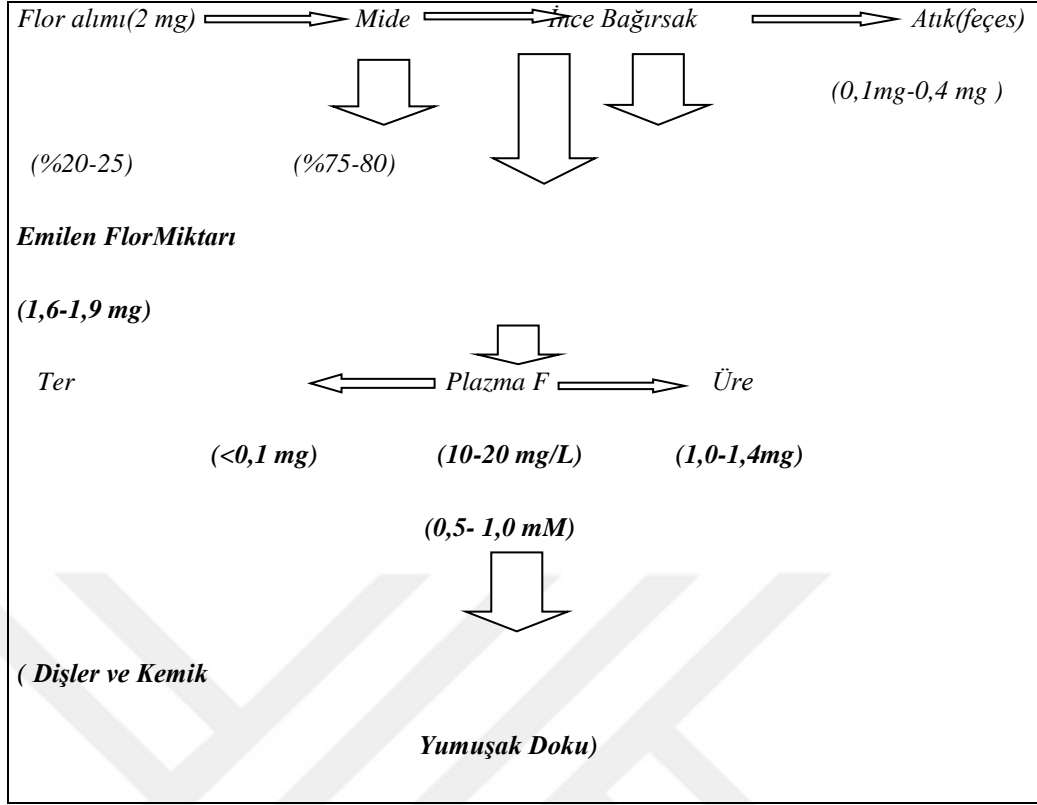 Flor alımı(2 mg) Mide İnce Bağırsak Atık(feçes)
(0,1mg-0,4 mg )
(%20-25) (%75-80)
Emilen FlorMiktarı
(1,6-1,9 mg)
Ter Plazma F Üre
(<0,1 mg) (10-20 mg/L) (1,0-1,4mg)
(0,5- 1,0 mM)
( Dişler ve Kemik
Yumuşak Doku)